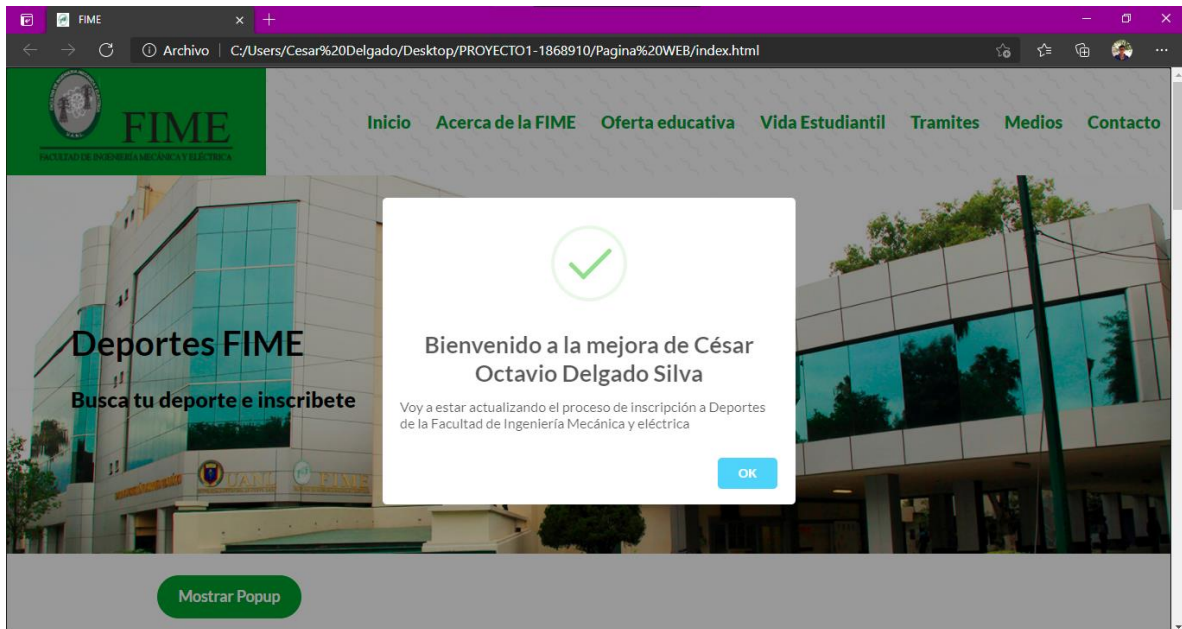 FIME
Archivo | C:/Users/Cesar%20Delgado/Desktop/PROYECTO1-1868910/Pagina%20WEB/index.html
FIME
FACULTAD DE INGENIERÍA MECÁNICA Y ELÉCTRICA
Inicio Acerca de la FIME Oferta educativa Vida Estudiantil Tramites Medios Contacto
Deportes FIME
Busca tu deporte e inscribete
UANL FIME
Bienvenido a la mejora de César
Octavio Delgado Silva
Voy a estar actualizando el proceso de inscripción a Deportes
de la Facultad de Ingeniería Mecánica y eléctrica
OK
Mostrar Popup